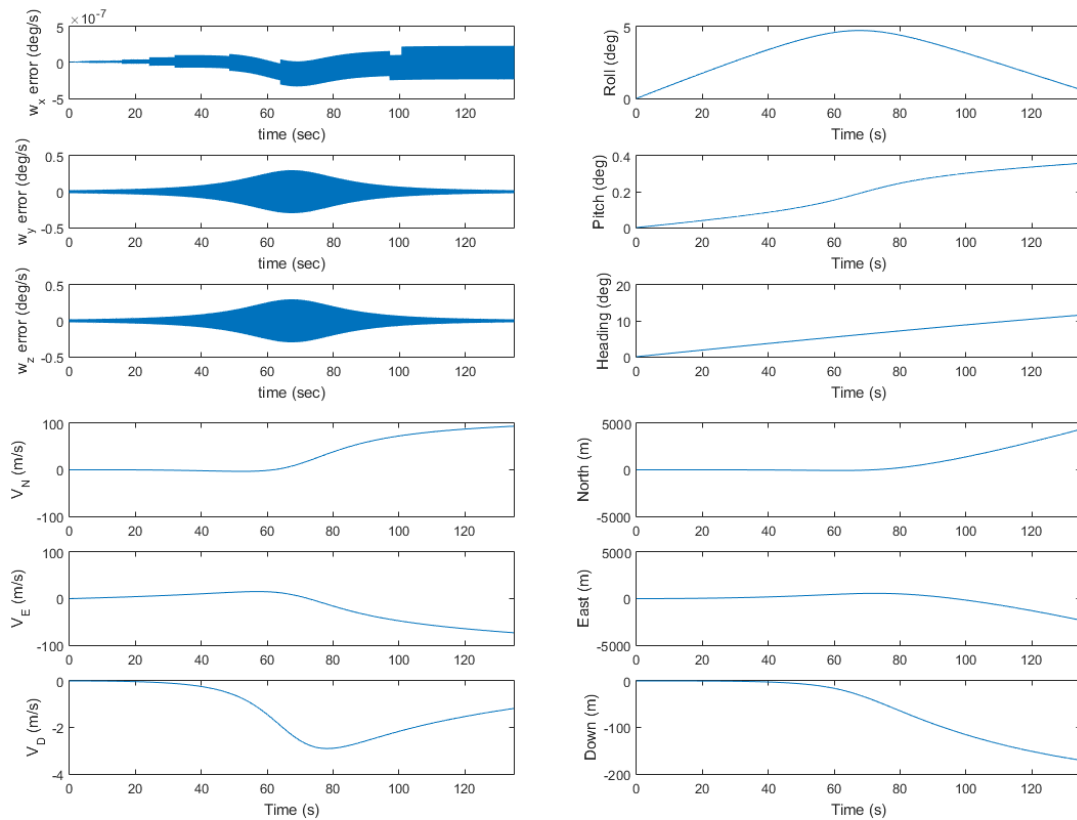 ×10⁻⁷
w_x error (deg/s)
5
0
-5
0 20 40 60 80 100 120
time (sec)
Roll (deg)
5
0
0 20 40 60 80 100 120
Time (s)
w_y error (deg/s)
0.5
0
-0.5
0 20 40 60 80 100 120
time (sec)
Pitch (deg)
0.4
0.2
0
0 20 40 60 80 100 120
Time (s)
w_z error (deg/s)
0.5
0
-0.5
0 20 40 60 80 100 120
time (sec)
Heading (deg)
20
10
0
0 20 40 60 80 100 120
Time (s)
V_N (m/s)
100
0
-100
0 20 40 60 80 100 120
North (m)
5000
0
-5000
0 20 40 60 80 100 120
V_E (m/s)
100
0
-100
0 20 40 60 80 100 120
East (m)
5000
0
-5000
0 20 40 60 80 100 120
V_D (m/s)
0
-2
-4
0 20 40 60 80 100 120
Time (s)
Down (m)
0
-100
-200
0 20 40 60 80 100 120
Time (s)